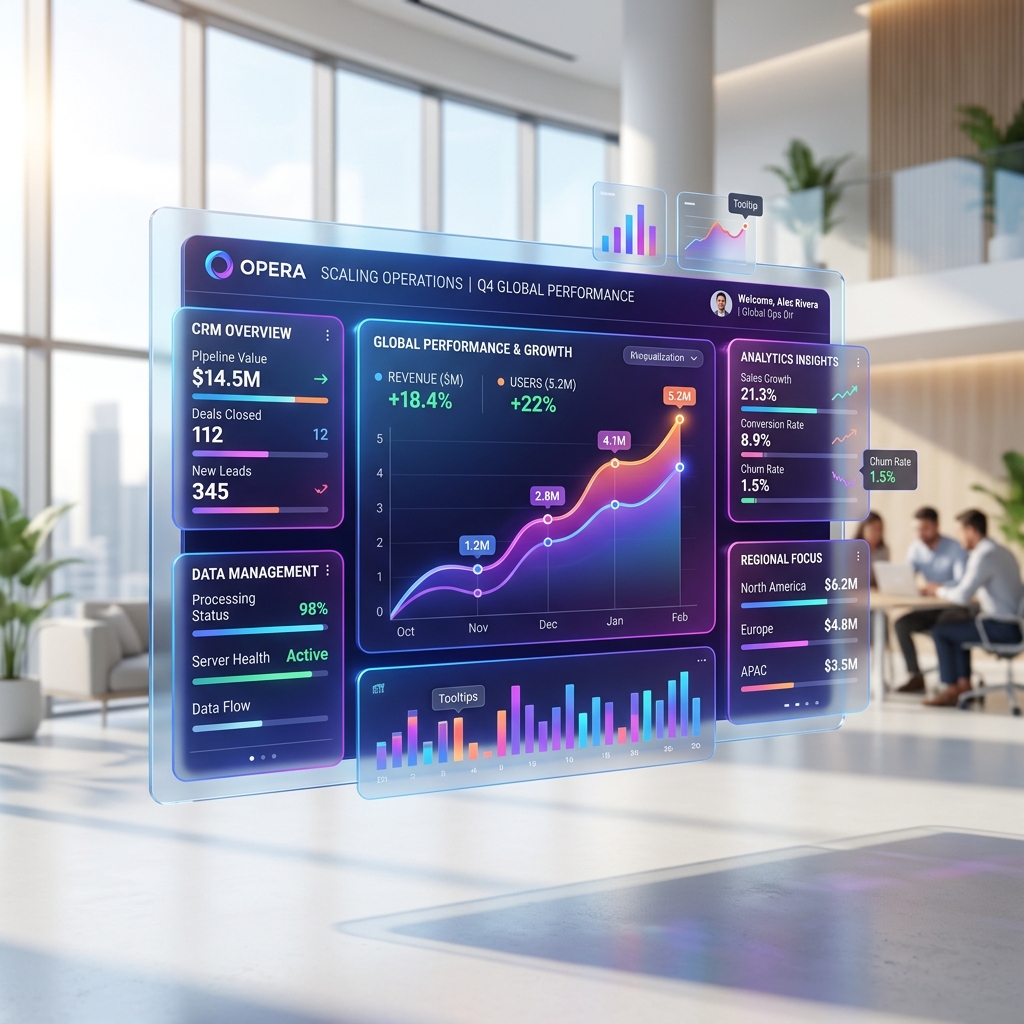 OPERA
SCALING OPERATIONS | Q4 GLOBAL PERFORMANCE
Tooltip
Welcome, Alec Rivera
| Global Ops Dir
CRM OVERVIEW
PIpeline Value
$14.5M
Deals Closed
112
12
New Leads
345
DATA MANAGEMENT
Processing
Status
98%
Server Health
Active
Data Flow
GLOBAL PERFORMANCE & GROWTH
REVENUE ($M)
+18.4%
USERS (5.2M)
+22%
5
4
3
2
1
0
1.2M
2.8M
4.1M
5.2M
Oct
Nov
Dec
Jan
Feb
Tooltips
ANALYTICS INSIGHTS
Sales Growth
21.3%
Conversion Rate
8.9%
Churn Rate
1.5%
Churn Rate
1.5%
REGIONAL FOCUS
North America
$6.2M
Europe
$4.8M
APAC
$3.5M